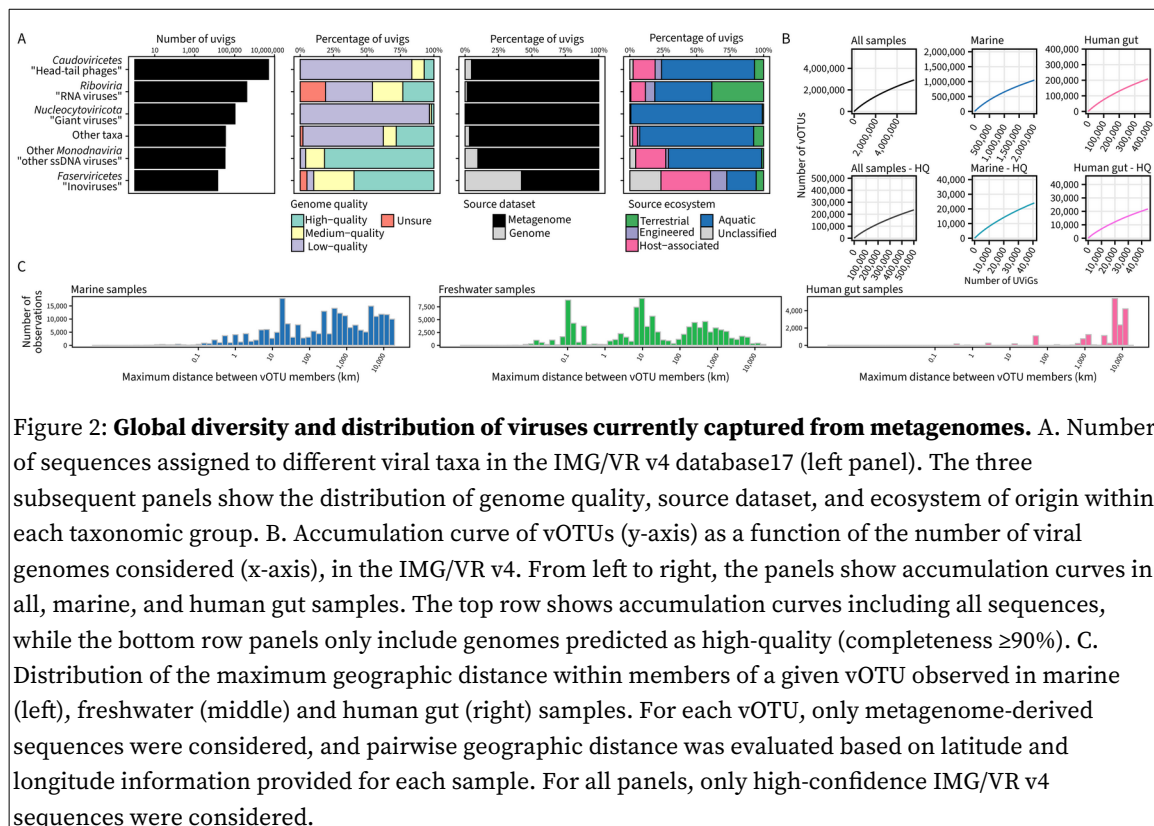 A
Number of uvigs
10
1,000
100,000
10,000,000
Caudoviricetes
"Head-tail phages"
Riboviria
"RNA viruses"
Nucleocytoviricota
"Giant viruses"
Other taxa
Other Monodnaviria
"other ssDNA viruses"
Faserviricetes
"Inoviruses"
Percentage of uvigs
0% 25% 50% 75% 100%
Genome quality
High−quality
Unsure
Medium−quality
Low−quality
Percentage of uvigs
0% 25% 50% 75% 100%
Source dataset
Metagenome
Genome
Percentage of uvigs
0% 25% 50% 75% 100%
Source ecosystem
Terrestrial
Aquatic
Engineered
Unclassified
Host−associated
B
Number of vOTUs
All samples
4,000,000
2,000,000
0
0
2,000,000
4,000,000
Marine
2,000,000
1,500,000
1,000,000
500,000
0
0
500,000
1,000,000
1,500,000
2,000,000
Human gut
400,000
300,000
200,000
100,000
0
0
100,000
200,000
300,000
400,000
All samples - HQ
500,000
400,000
300,000
200,000
100,000
0
0
100,000
200,000
300,000
400,000
500,000
Marine - HQ
40,000
30,000
20,000
10,000
0
0
10,000
20,000
30,000
40,000
Human gut - HQ
40,000
30,000
20,000
10,000
0
0
10,000
20,000
30,000
40,000
Number of UViGs
C
Number of
observations
Marine samples
15,000
10,000
5,000
0
0.1
1
10
100
1,000
10,000
Maximum distance between vOTU members (km)
Freshwater samples
7,500
5,000
2,500
0
0.1
1
10
100
1,000
10,000
Maximum distance between vOTU members (km)
Human gut samples
4,000
2,000
0
0.1
1
10
100
1,000
10,000
Maximum distance between vOTU members (km)
Figure 2: Global diversity and distribution of viruses currently captured from metagenomes. A. Number
of sequences assigned to different viral taxa in the IMG/VR v4 database17 (left panel). The three
subsequent panels show the distribution of genome quality, source dataset, and ecosystem of origin within
each taxonomic group. B. Accumulation curve of vOTUs (y-axis) as a function of the number of viral
genomes considered (x-axis), in the IMG/VR v4. From left to right, the panels show accumulation curves in
all, marine, and human gut samples. The top row shows accumulation curves including all sequences,
while the bottom row panels only include genomes predicted as high-quality (completeness ≥90%). C.
Distribution of the maximum geographic distance within members of a given vOTU observed in marine
(left), freshwater (middle) and human gut (right) samples. For each vOTU, only metagenome-derived
sequences were considered, and pairwise geographic distance was evaluated based on latitude and
longitude information provided for each sample. For all panels, only high-confidence IMG/VR v4
sequences were considered.